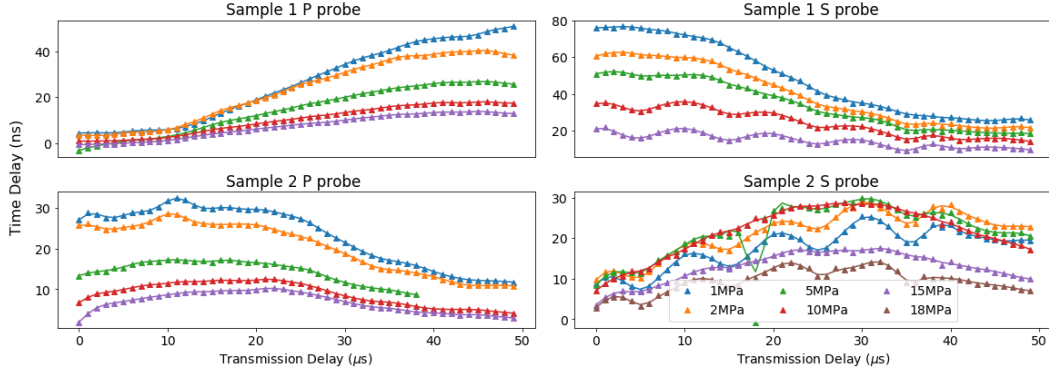 Sample 1 P probe
Sample 1 S probe
40
20
0
80
60
40
20
Time Delay (ns)
Sample 2 P probe
Sample 2 S probe
30
20
10
0 10 20 30 40 50
30
20
10
0
0 10 20 30 40 50
1MPa 5MPa 15MPa
2MPa 10MPa 18MPa
Transmission Delay (μs)
Transmission Delay (μs)